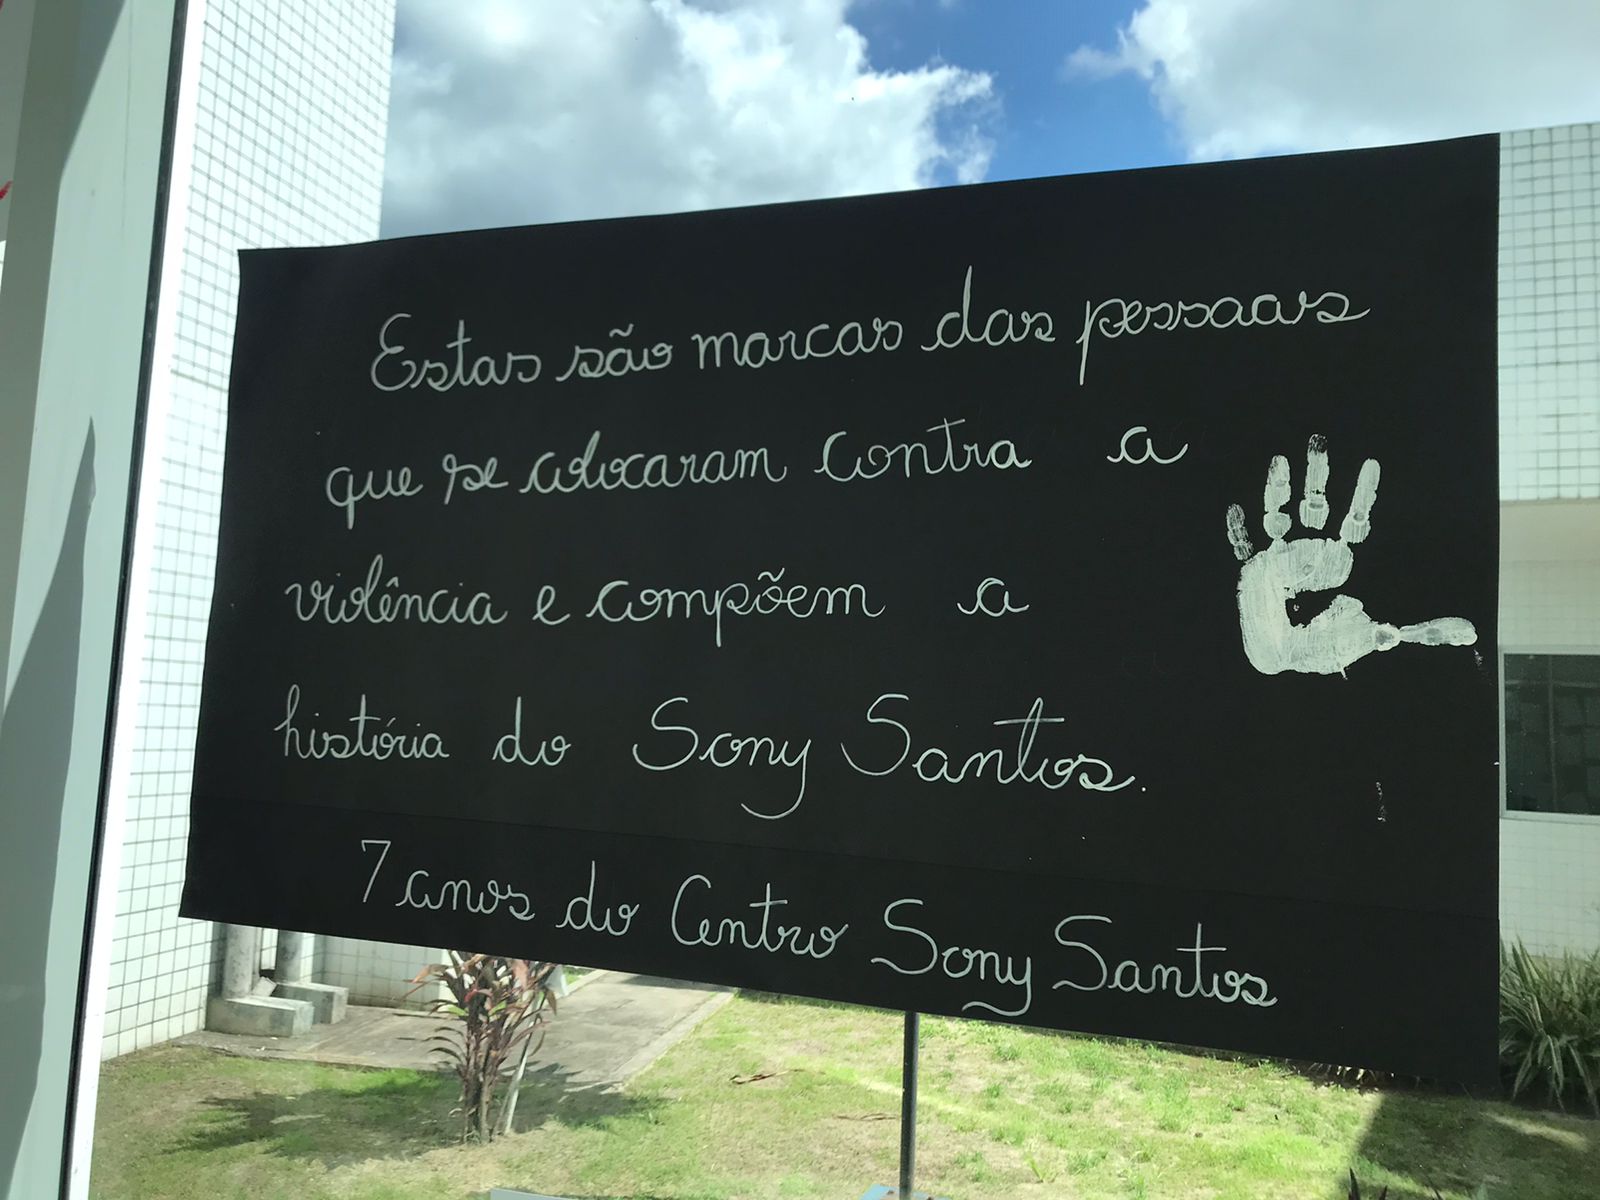 Estas são marcas das pessoas
que se colocaram contra a
violência e compõem a
história do Sony Santos.
7 anos do Centro Sony Santos